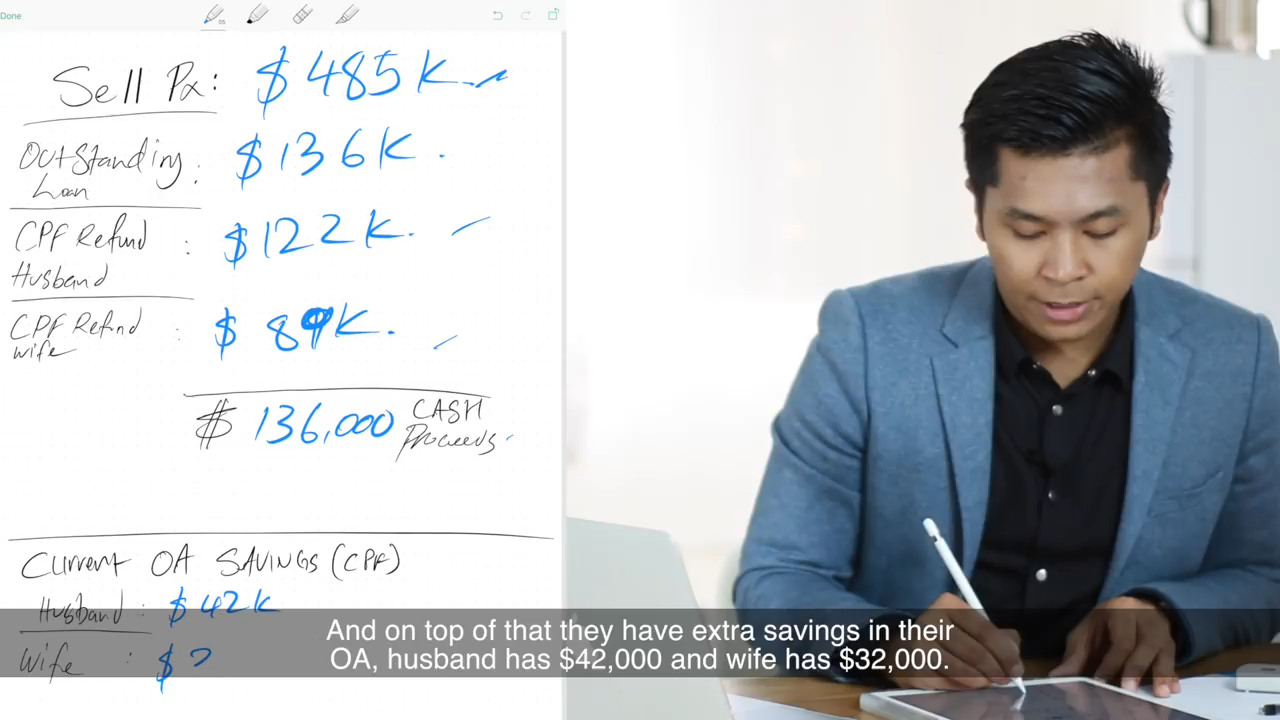 Done
Sell Px: $485K
Outstanding Loan : $136K.
CPF Refund Husband : $122K.
CPF Refund wife : $ 89K.
$ 136,000 CASH Proceeds
Current OA SAVINGS (CPF)
Husband : $42K
Wife : $
And on top of that they have extra savings in their
OA, husband has $42,000 and wife has $32,000.